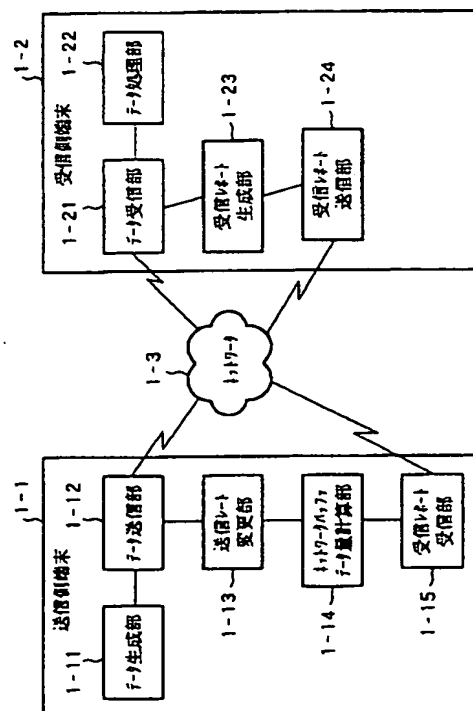 1-1
送信側端末
1-11
データ生成部
1-12
データ送信部
1-13
送信レート
変更部
1-14
ネットワークバッファ
データ量計算部
1-15
受信レポート
受信部
1-3
ネットワーク
1-2
受信側端末
1-21
データ受信部
1-22
データ処理部
1-23
受信レポート
生成部
1-24
受信レポート
送信部